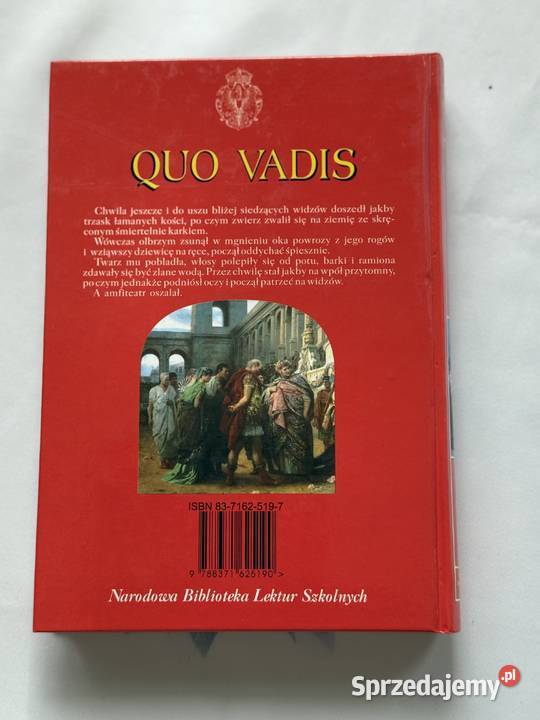 QUO VADIS
Chwila jeszcze i do uszu bliżej siedzących widzów doszedł jakby
trzask łamanych kości, po czym zwierz zwalił się na ziemię ze skrę-
conym śmiertelnie karkiem.
Wówczas olbrzym zsunął w mgnieniu oka powrozy z jego rogów
i wziąwszy dziewicę na ręce, począł oddychać śpiesznie.
Twarz mu pobladła, włosy polepiły się od potu, barki i ramiona
zdawały się być zlane wodą. Przez chwilę stał jakby na wpół przytomny,
po czym jednakże podniósł oczy i począł patrzeć na widzów.
A amfiteatr oszalał.
ISBN 83-7162-519-7
9 788371 625190 >
Narodowa Biblioteka Lektur Szkolnych
Sprzedajemy.pl